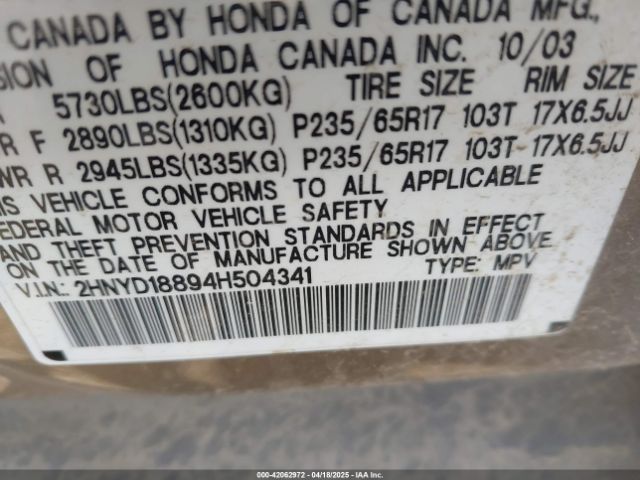 CANADA BY HONDA OF CANADA MFG.,
SION OF HONDA CANADA INC. 10/03
5730LBS(2600KG) TIRE SIZE RIM SIZE
R F 2890LBS(1310KG) P235/65R17 103T 17X6.5JJ
WR R 2945LBS(1335KG) P235/65R17 103T 17X6.5JJ
IS VEHICLE CONFORMS TO ALL APPLICABLE
EDERAL MOTOR VEHICLE SAFETY
AND THEFT PREVENTION STANDARDS IN EFFECT
ON THE DATE OF MANUFACTURE SHOWN ABOVE.
V.I.N.: 2HNYD18894H504341 TYPE: MPV
000-42062972 - 04/18/2025 - Copyright © 2025 IAA, Inc.